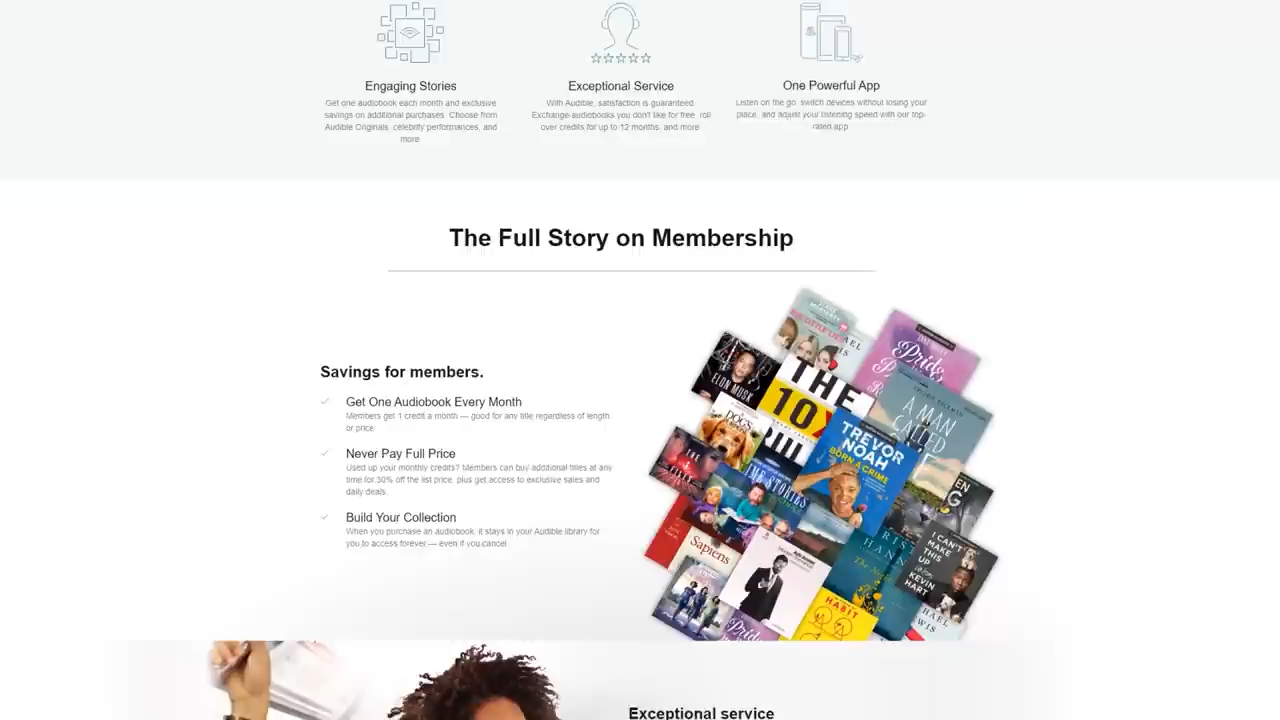 Engaging Stories
Get one audiobook each month and exclusive
savings on additional purchases. Choose from
Audible Originals, celebrity performances, and
more.
Exceptional Service
With Audible, satisfaction is guaranteed.
Exchange audiobooks you don't like for free, roll
over credits for up to 12 months, and more.
One Powerful App
Listen on the go, switch devices without losing your
place, and adjust your listening speed with our top-
rated app.
The Full Story on Membership
Savings for members.
Get One Audiobook Every Month
Members get 1 credit a month — good for any title regardless of length
or price.
Never Pay Full Price
Used up your monthly credits? Members can buy additional titles at any
time for 30% off the list price, plus get access to exclusive sales and
daily deals.
Build Your Collection
When you purchase an audiobook, it stays in your Audible library for
you to access forever — even if you cancel.
ELON MUSK
THE
10X
Pride
A MAN
CALLED
TREVOR
NOAH
BORN A CRIME
DOG'S
THE
TIME STORIES
Sapiens
I CAN'T
MAKE
THIS
UP
KEVIN
HART
HABIT
Pride
Exceptional service